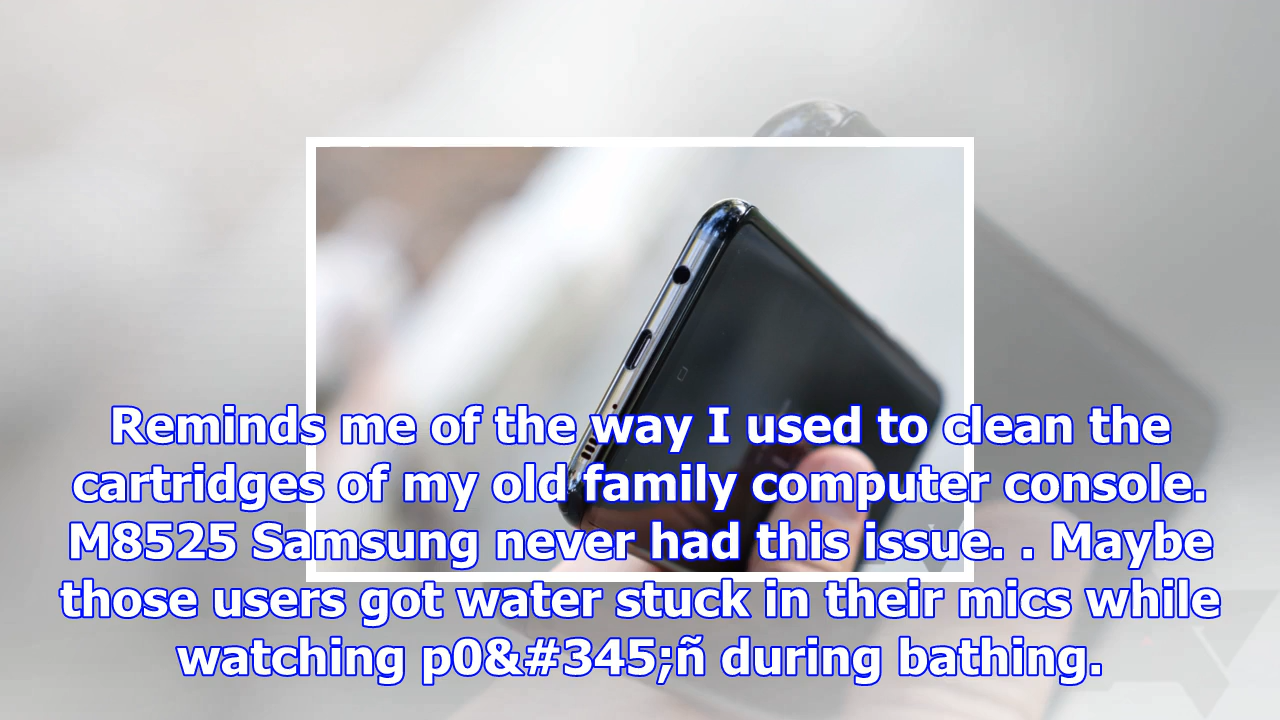 Reminds me of the way I used to clean the
cartridges of my old family computer console.
M8525 Samsung never had this issue. . Maybe
those users got water stuck in their mics while
watching p0&#345;ñ during bathing.